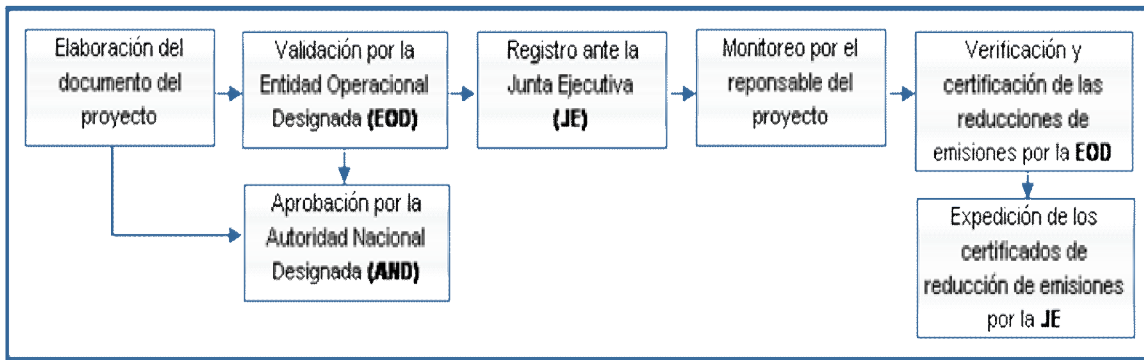 Elaboración del
documento del
proyecto
Validación por la
Entidad Operacional
Designada (EOD)
Registro ante la
Junta Ejecutiva
(JE)
Monitoreo por el
reponsable del
proyecto
Verificación y
certificación de las
reducciones de
emisiones por la EOD
Aprobación por la
Autoridad Nacional
Designada (AND)
Expedición de los
certificados de
reducción de emisiones
por la JE